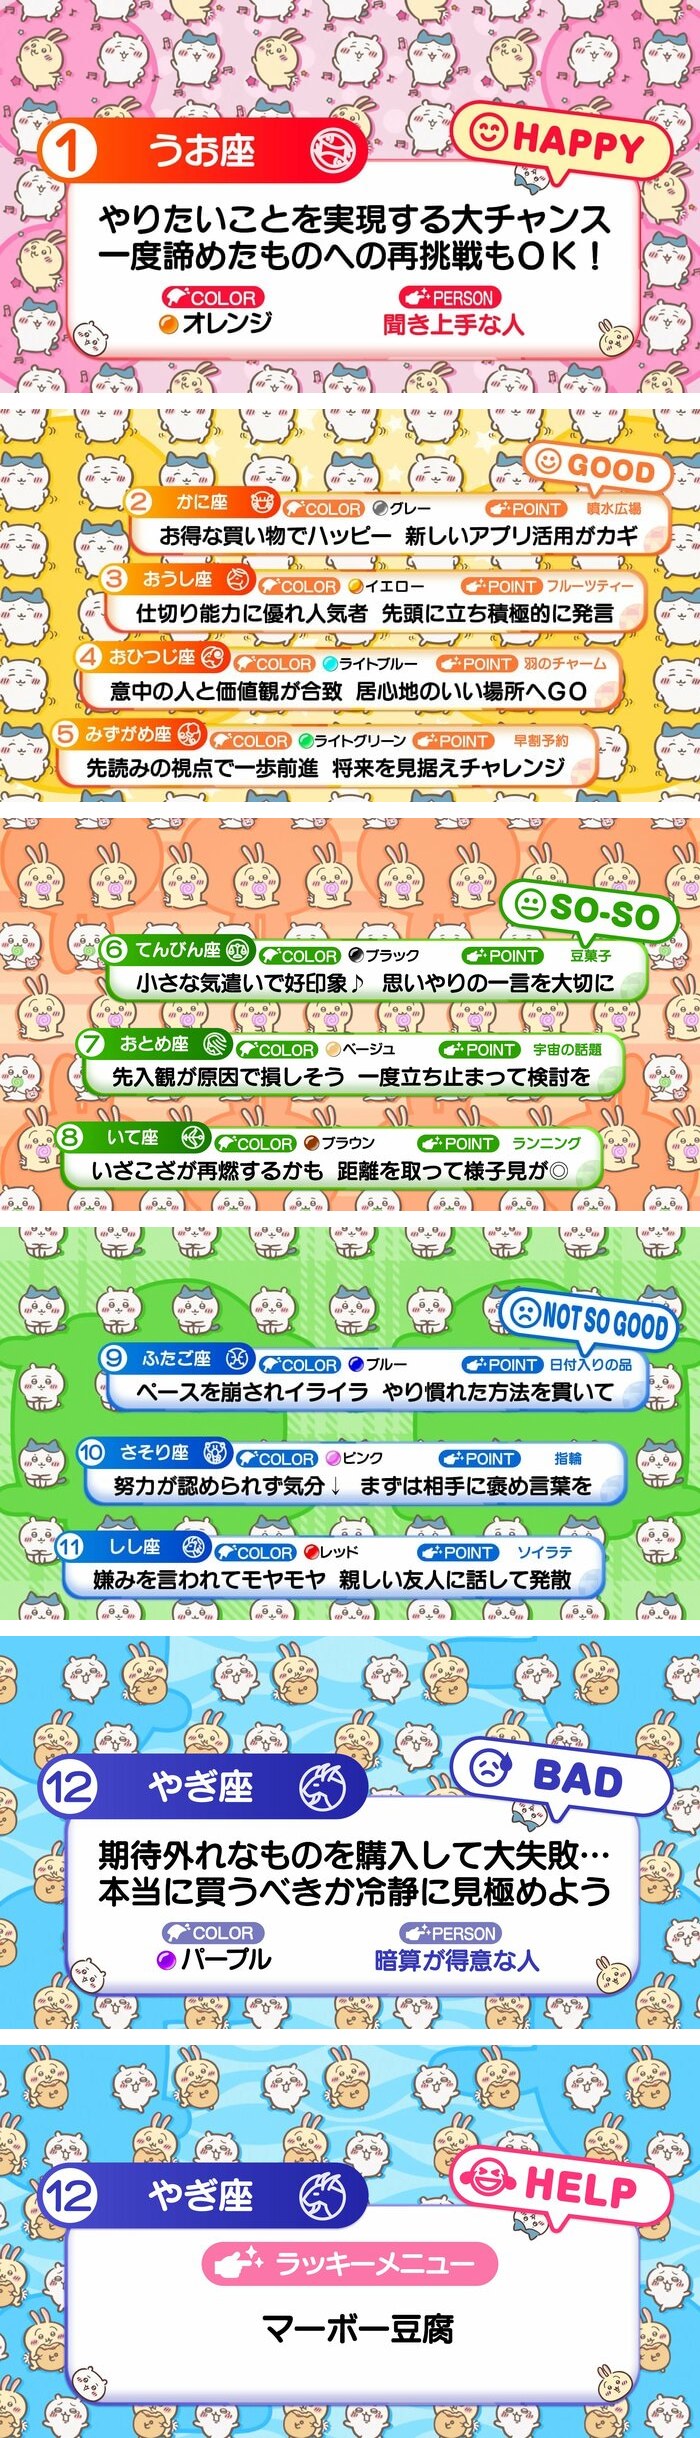 1 うお座
HAPPY
やりたいことを実現する大チャンス
一度諦めたものへの再挑戦もＯＫ！
COLOR PERSON
オレンジ 聞き上手な人
GOOD
2 かに座 COLOR グレー POINT 噴水広場
お得な買い物でハッピー 新しいアプリ活用がカギ
3 おうし座 COLOR イエロー POINT フルーツティー
仕切り能力に優れ人気者 先頭に立ち積極的に発言
4 おひつじ座 COLOR ライトブルー POINT 羽のチャーム
意中の人と価値観が合致 居心地のいい場所へＧＯ
5 みずがめ座 COLOR ライトグリーン POINT 早割予約
先読みの視点で一歩前進 将来を見据えチャレンジ
SO-SO
6 てんびん座 COLOR ブラック POINT 豆菓子
小さな気遣いで好印象♪ 思いやりの一言を大切に
7 おとめ座 COLOR ベージュ POINT 宇宙の話題
先入観が原因で損しそう 一度立ち止まって検討を
8 いて座 COLOR ブラウン POINT ランニング
いざこざが再燃するかも 距離を取って様子見が◎
NOT SO GOOD
9 ふたご座 COLOR ブルー POINT 日付入りの品
ペースを崩されイライラ やり慣れた方法を貫いて
10 さそり座 COLOR ピンク POINT 指輪
努力が認められず気分↓ まずは相手に褒め言葉を
11 しし座 COLOR レッド POINT ソイラテ
嫌みを言われてモヤモヤ 親しい友人に話して発散
12 やぎ座
BAD
期待外れなものを購入して大失敗…
本当に買うべきか冷静に見極めよう
COLOR PERSON
パープル 暗算が得意な人
12 やぎ座
HELP
ラッキーメニュー
マーボー豆腐